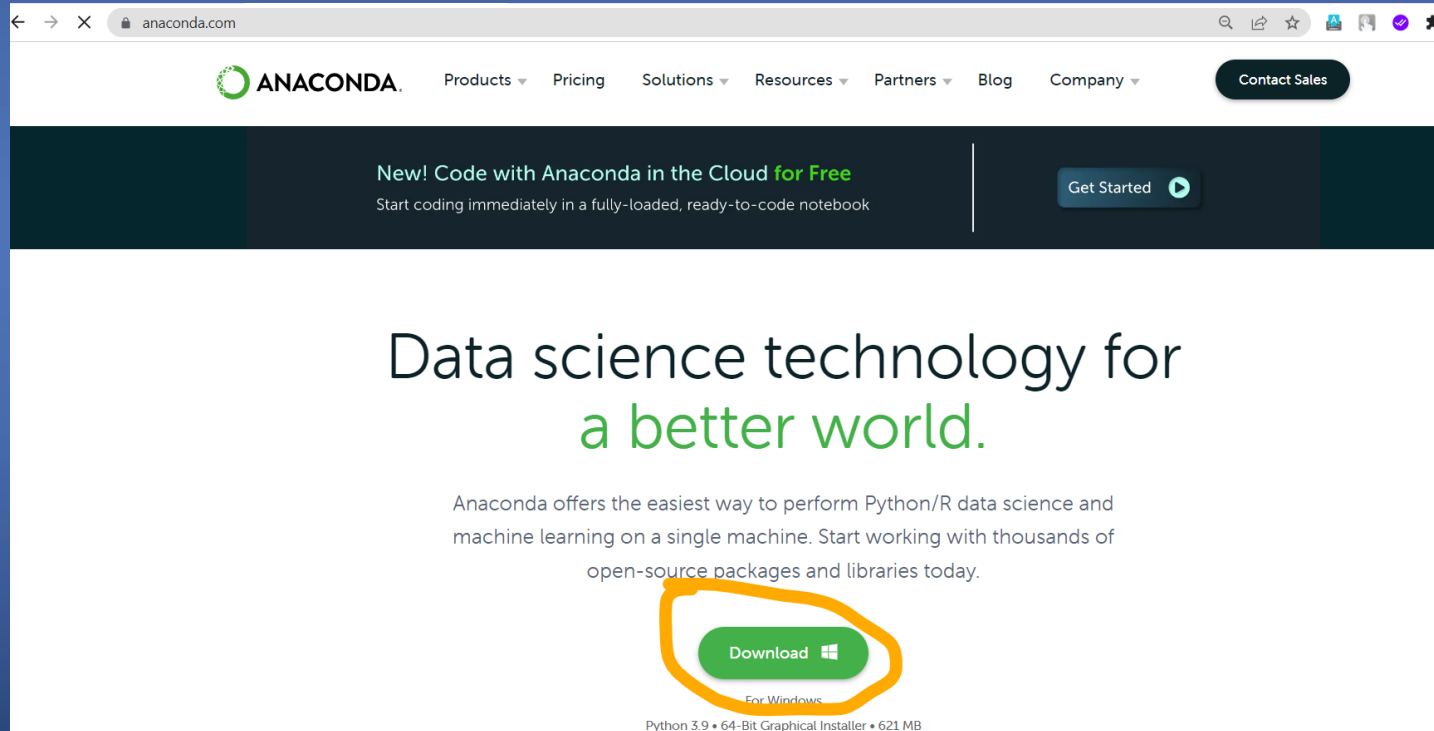 anaconda.com
ANACONDA.
Products Pricing Solutions Resources Partners Blog Company
Contact Sales
New! Code with Anaconda in the Cloud for Free
Start coding immediately in a fully-loaded, ready-to-code notebook
Get Started
Data science technology for
a better world.
Anaconda offers the easiest way to perform Python/R data science and
machine learning on a single machine. Start working with thousands of
open-source packages and libraries today.
Download
For Windows
Python 3.9 • 64-Bit Graphical Installer • 621 MB